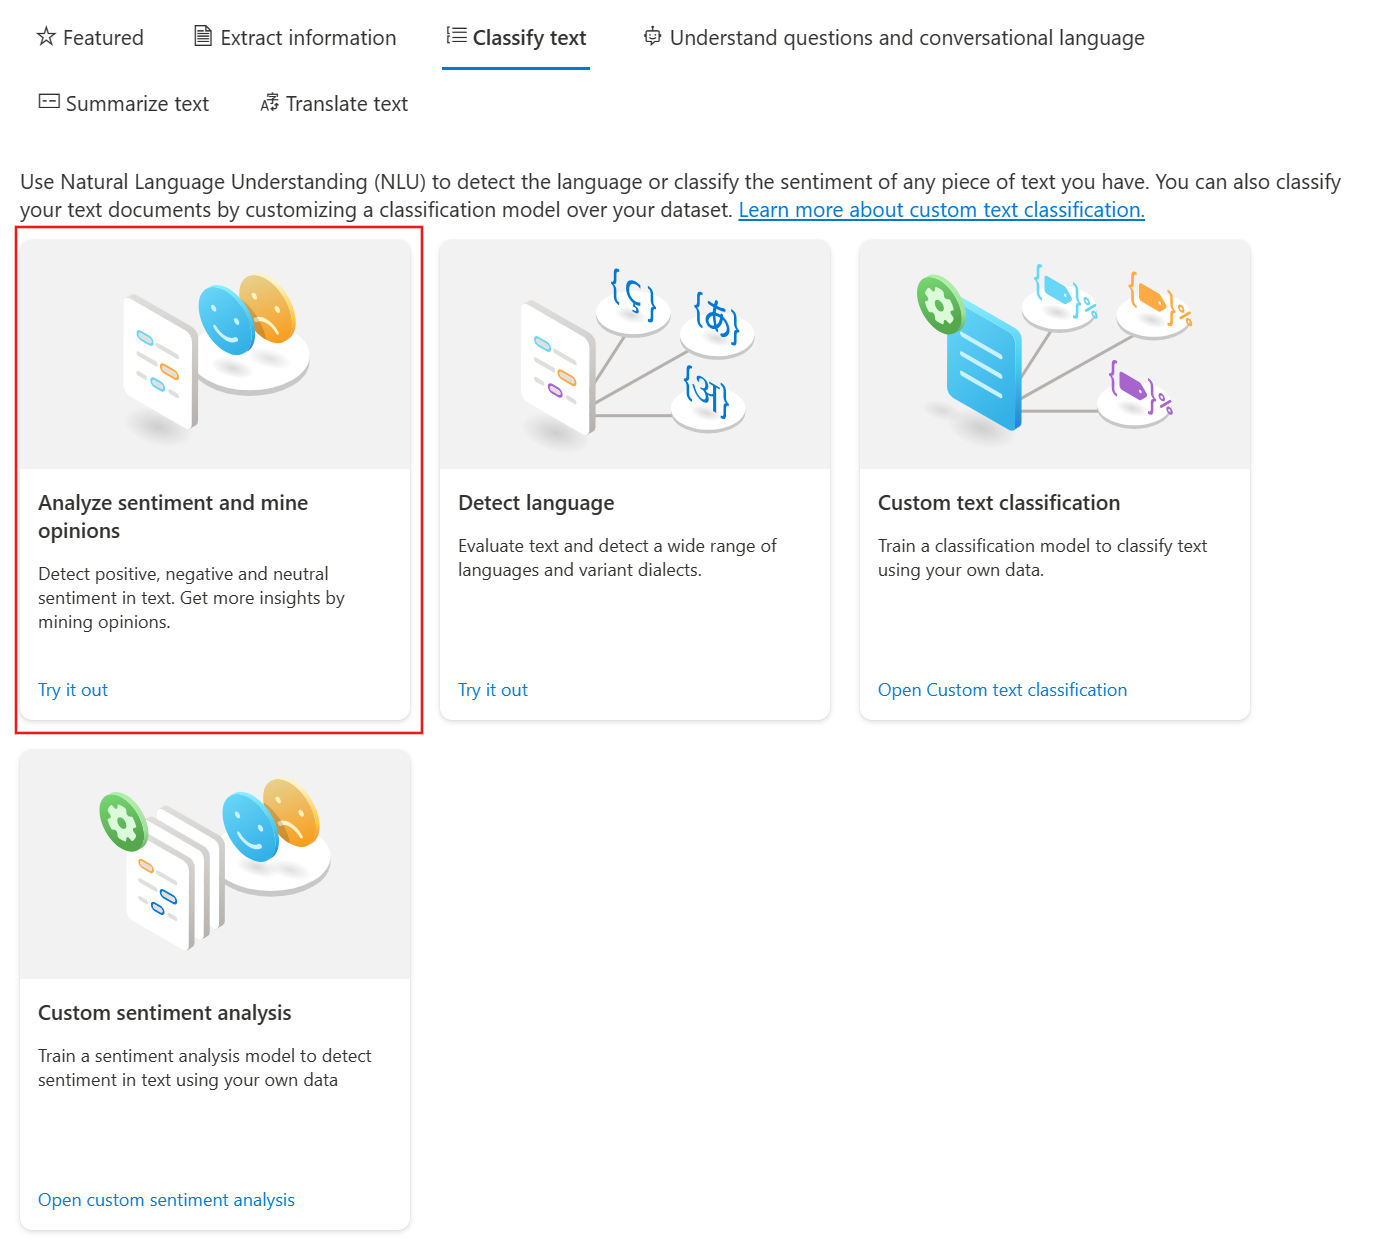 Featured
Extract information
Classify text
Understand questions and conversational language
Summarize text
Translate text
Use Natural Language Understanding (NLU) to detect the language or classify the sentiment of any piece of text you have. You can also classify
your text documents by customizing a classification model over your dataset. Learn more about custom text classification.
{ç}
{あ}
{अ}
%
%
%
Analyze sentiment and mine
opinions
Detect positive, negative and neutral
sentiment in text. Get more insights by
mining opinions.
Try it out
Detect language
Evaluate text and detect a wide range of
languages and variant dialects.
Try it out
Custom text classification
Train a classification model to classify text
using your own data.
Open Custom text classification
Custom sentiment analysis
Train a sentiment analysis model to detect
sentiment in text using your own data
Open custom sentiment analysis